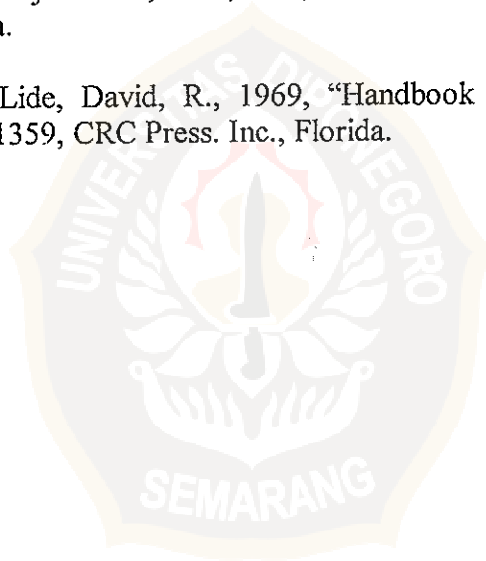 a.
Lide, David, R., 1969, “Handbook
1359, CRC Press. Inc., Florida.
UNIVERSITAS DIPONEGORO
SEMARANG